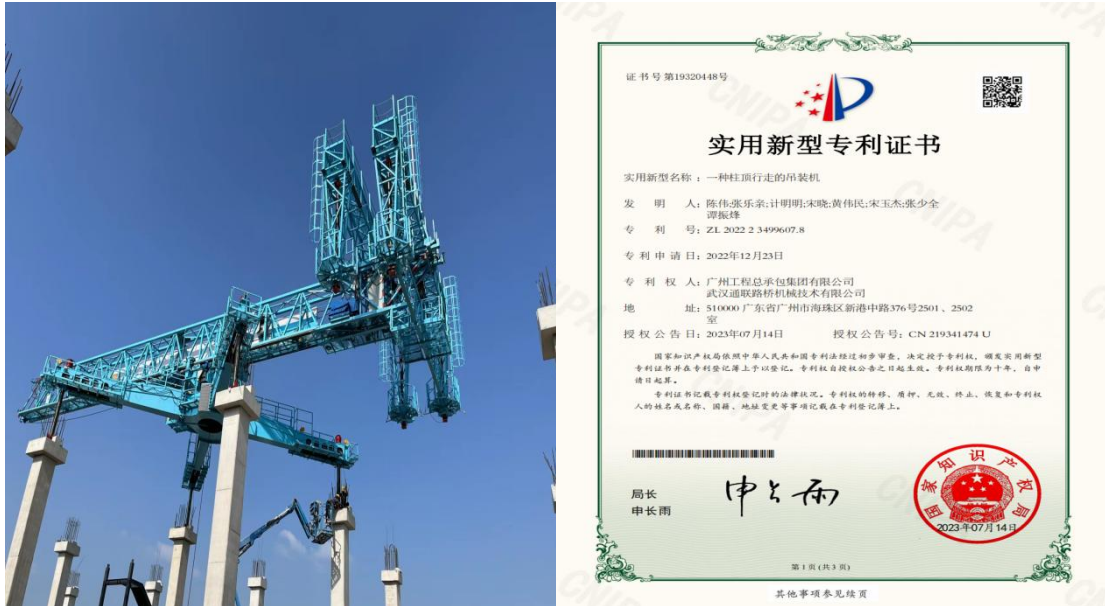 证书号第19320448号
实用新型专利证书
实用新型名称：一种柱顶行走的吊装机
发 明 人：陈伟;张乐亲;计明明;宋晓;黄伟民;宋玉杰;张少全
谭振烽
专 利 号：ZL 2022 2 3499607.8
专利申请日：2022年12月23日
专 利 权 人：广州工程总承包集团有限公司
武汉通联路桥机械技术有限公司
地 址：510000 广东省广州市海珠区新港中路376号2501、2502
室
授权公告日：2023年07月14日 授权公告号：CN 219341474 U
国家知识产权局依照中华人民共和国专利法经过初步审查，决定授予专利权，颁发实用新型
专利证书并在专利登记簿上予以登记。专利权自授权公告之日起生效。专利权期限为十年，自申
请日起算。
专利证书记载专利权登记时的法律状况。专利权的转移、质押、无效、终止、恢复和专利权
人的姓名或名称、国籍、地址变更等事项记载在专利登记簿上。
局长
申长雨
申长雨
国家知识产权局
2023年07月14日
第1页(共3页)
其他事项参见续页
CNIPA